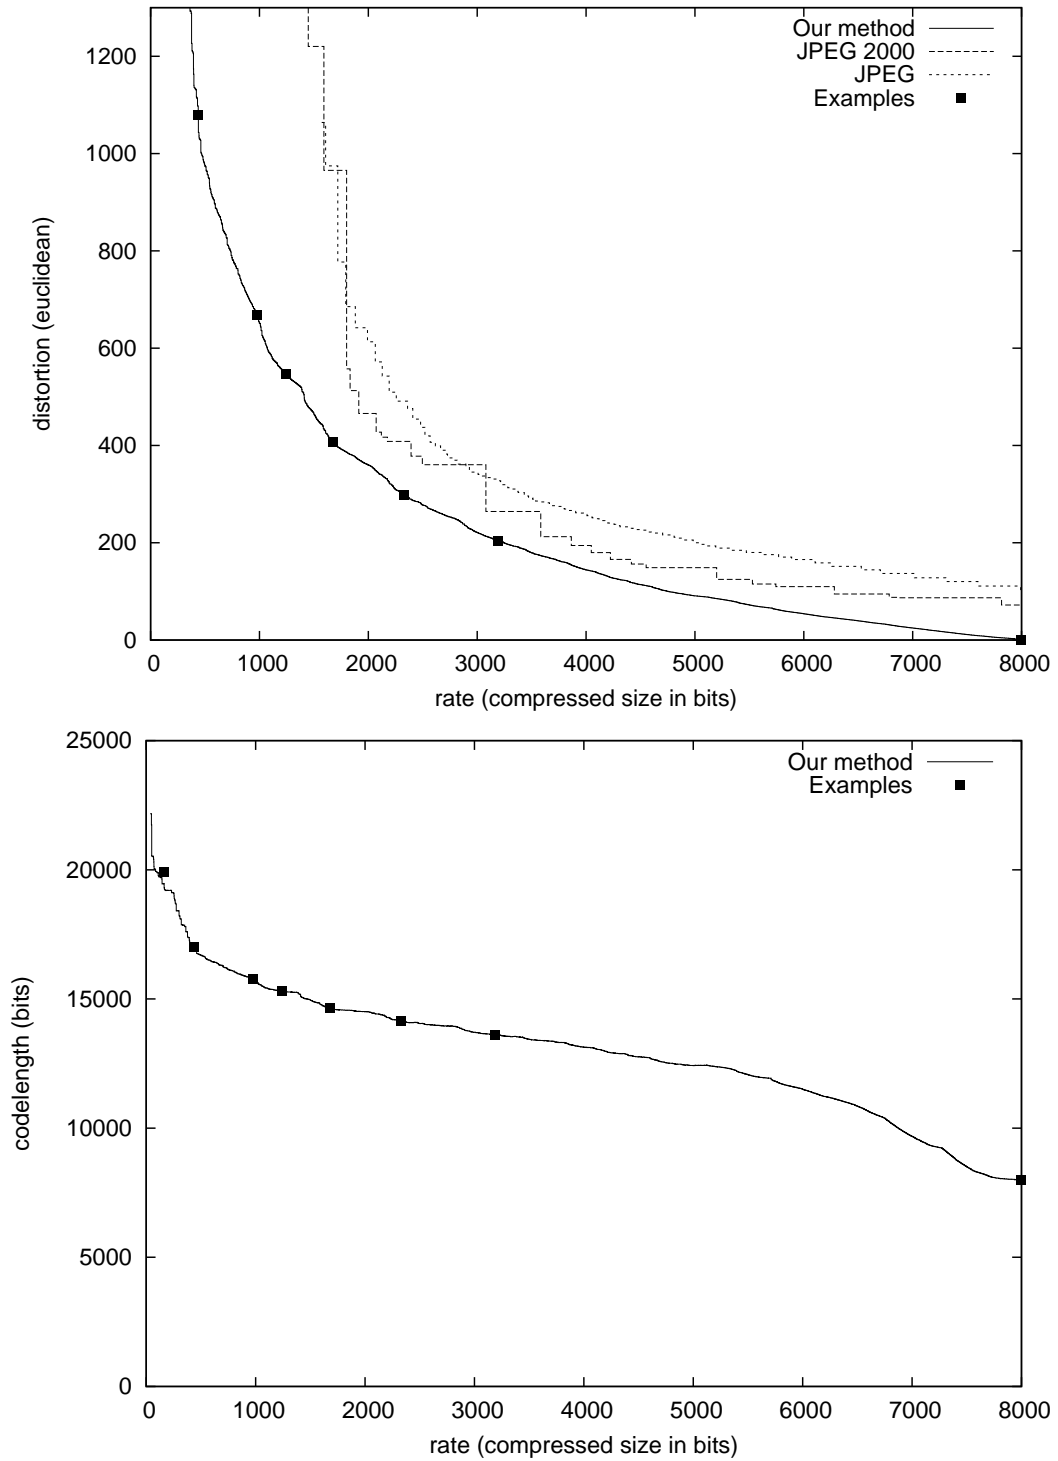 1200
1000
800
600
400
200
0
distortion (euclidean)
Our method
JPEG 2000
JPEG
Examples
0 1000 2000 3000 4000 5000 6000 7000 8000
rate (compressed size in bits)
25000
20000
15000
10000
5000
0
codelength (bits)
Our method
Examples
0 1000 2000 3000 4000 5000 6000 7000 8000
rate (compressed size in bits)